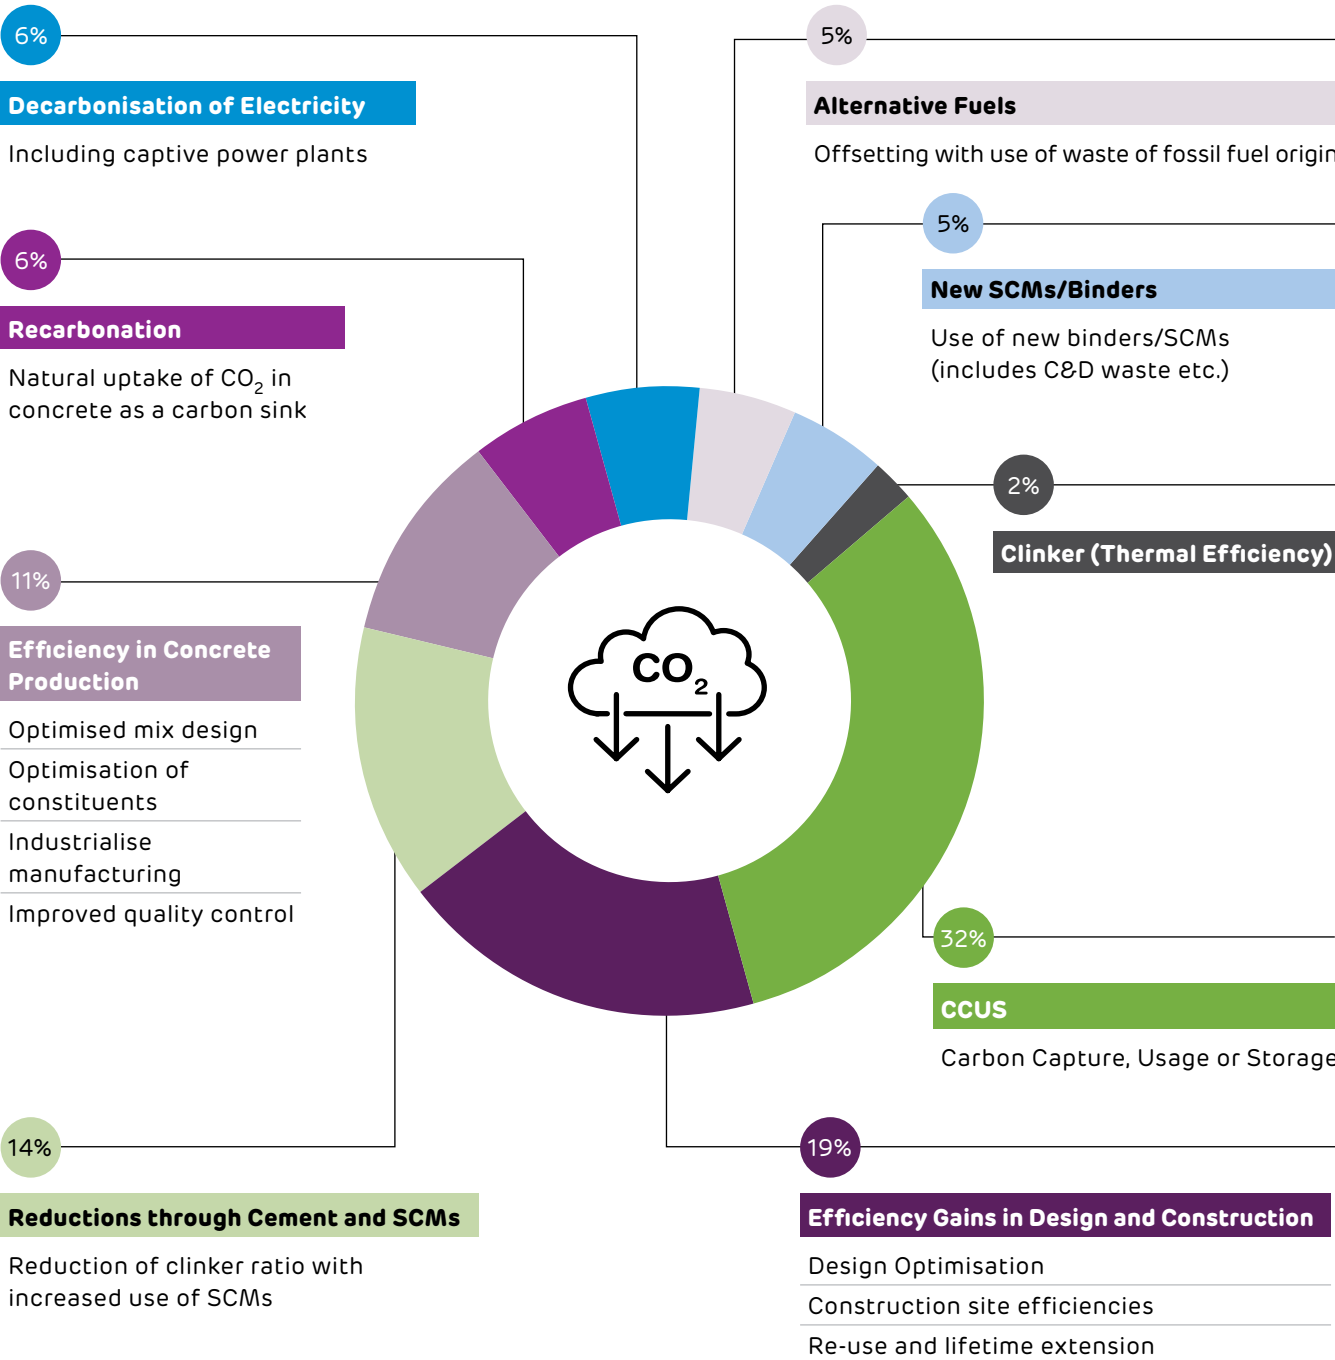 6%
Decarbonisation of Electricity
Including captive power plants
5%
Alternative Fuels
Offsetting with use of waste of fossil fuel origin
6%
Recarbonation
Natural uptake of CO2 in
concrete as a carbon sink
5%
New SCMs/Binders
Use of new binders/SCMs
(includes C&D waste etc.)
2%
Clinker (Thermal Efficiency)
11%
Efficiency in Concrete
Production
Optimised mix design
Optimisation of
constituents
Industrialise
manufacturing
Improved quality control
CO2
32%
CCUS
Carbon Capture, Usage or Storage
14%
Reductions through Cement and SCMs
Reduction of clinker ratio with
increased use of SCMs
19%
Efficiency Gains in Design and Construction
Design Optimisation
Construction site efficiencies
Re-use and lifetime extension